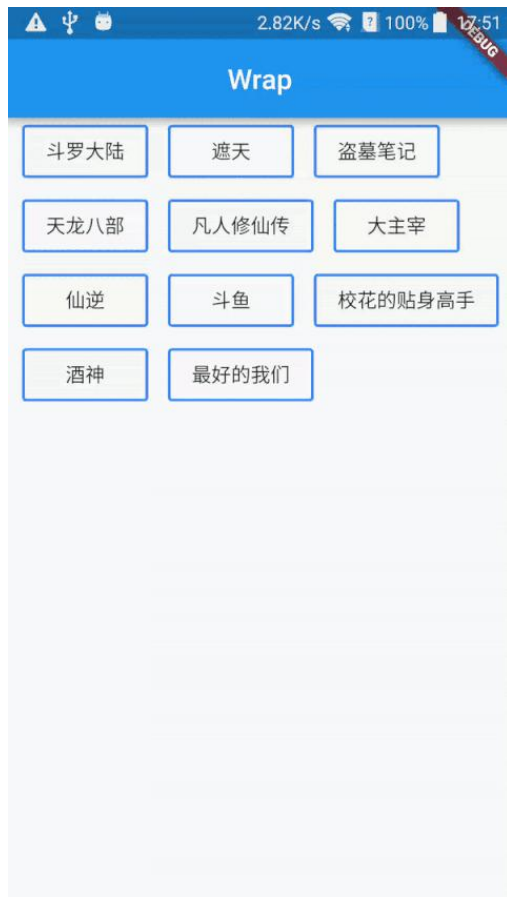 2.82K/s 100% 17:51
DEBUG
Wrap
斗罗大陆 遮天 盗墓笔记
天龙八部 凡人修仙传 大主宰
仙逆 斗鱼 校花的贴身高手
酒神 最好的我们